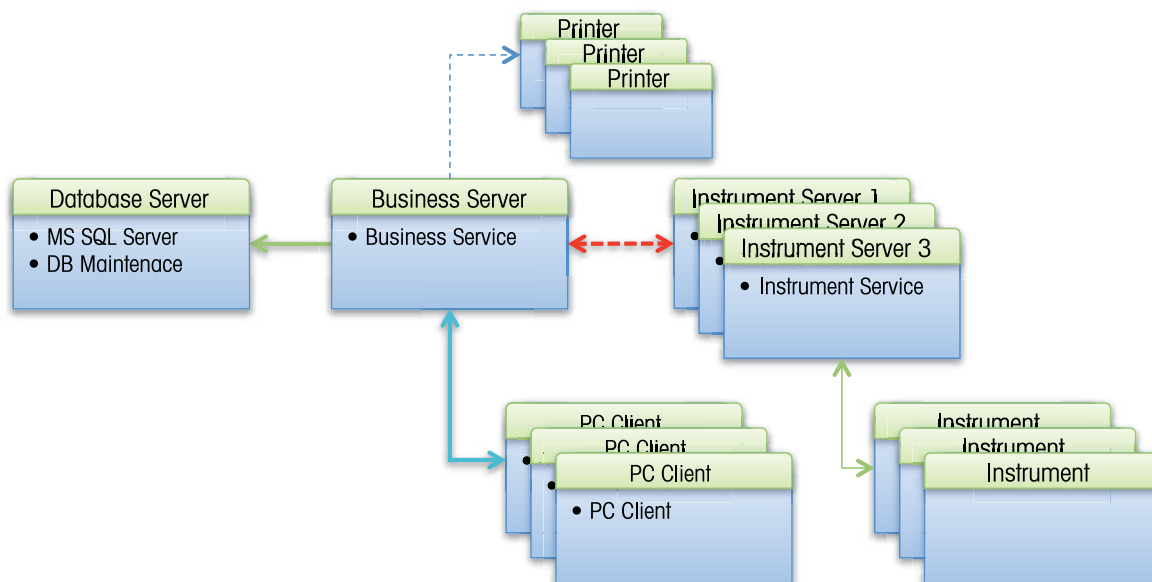 Printer
Printer
Printer
Database Server
• MS SQL Server
• DB Maintenace
Business Server
• Business Service
Instrument Server 1
Instrument Server 2
Instrument Server 3
• Instrument Service
PC Client
PC Client
PC Client
• PC Client
Instrument
Instrument
Instrument